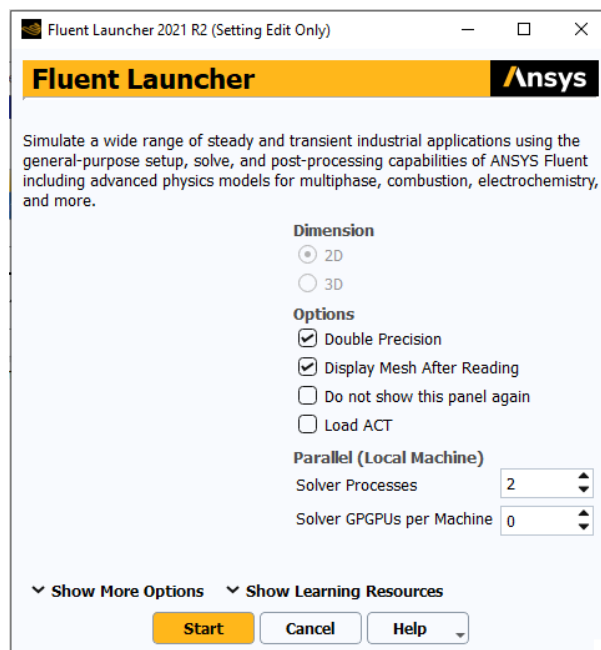 Fluent Launcher 2021 R2 (Setting Edit Only)
Fluent Launcher
Ansys
Simulate a wide range of steady and transient industrial applications using the
general-purpose setup, solve, and post-processing capabilities of ANSYS Fluent
including advanced physics models for multiphase, combustion, electrochemistry,
and more.
Dimension
2D
3D
Options
Double Precision
Display Mesh After Reading
Do not show this panel again
Load ACT
Parallel (Local Machine)
Solver Processes 2
Solver GPGPUs per Machine 0
Show More Options Show Learning Resources
Start Cancel Help